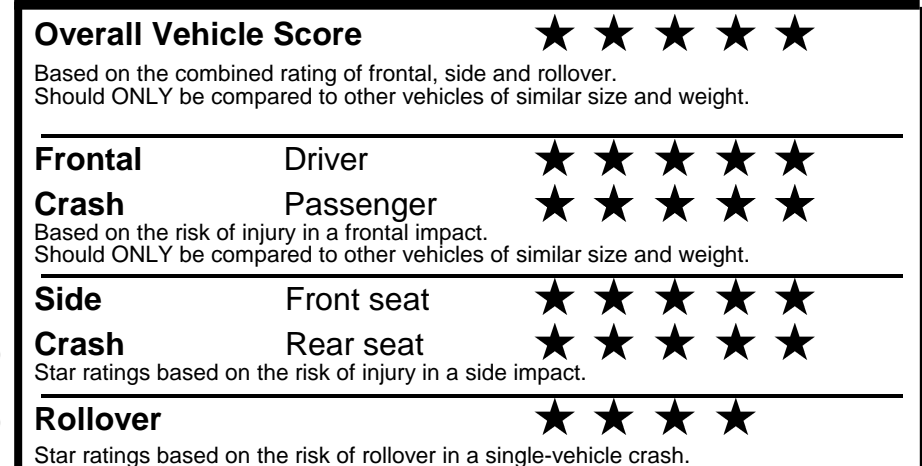 Overall Vehicle Score ★ ★ ★ ★ ★
Based on the combined rating of frontal, side and rollover.
Should ONLY be compared to other vehicles of similar size and weight.
Frontal Driver ★ ★ ★ ★ ★
Crash Passenger ★ ★ ★ ★ ★
Based on the risk of injury in a frontal impact.
Should ONLY be compared to other vehicles of similar size and weight.
Side Front seat ★ ★ ★ ★ ★
Crash Rear seat ★ ★ ★ ★ ★
Star ratings based on the risk of injury in a side impact.
Rollover ★ ★ ★ ★
Star ratings based on the risk of rollover in a single-vehicle crash.